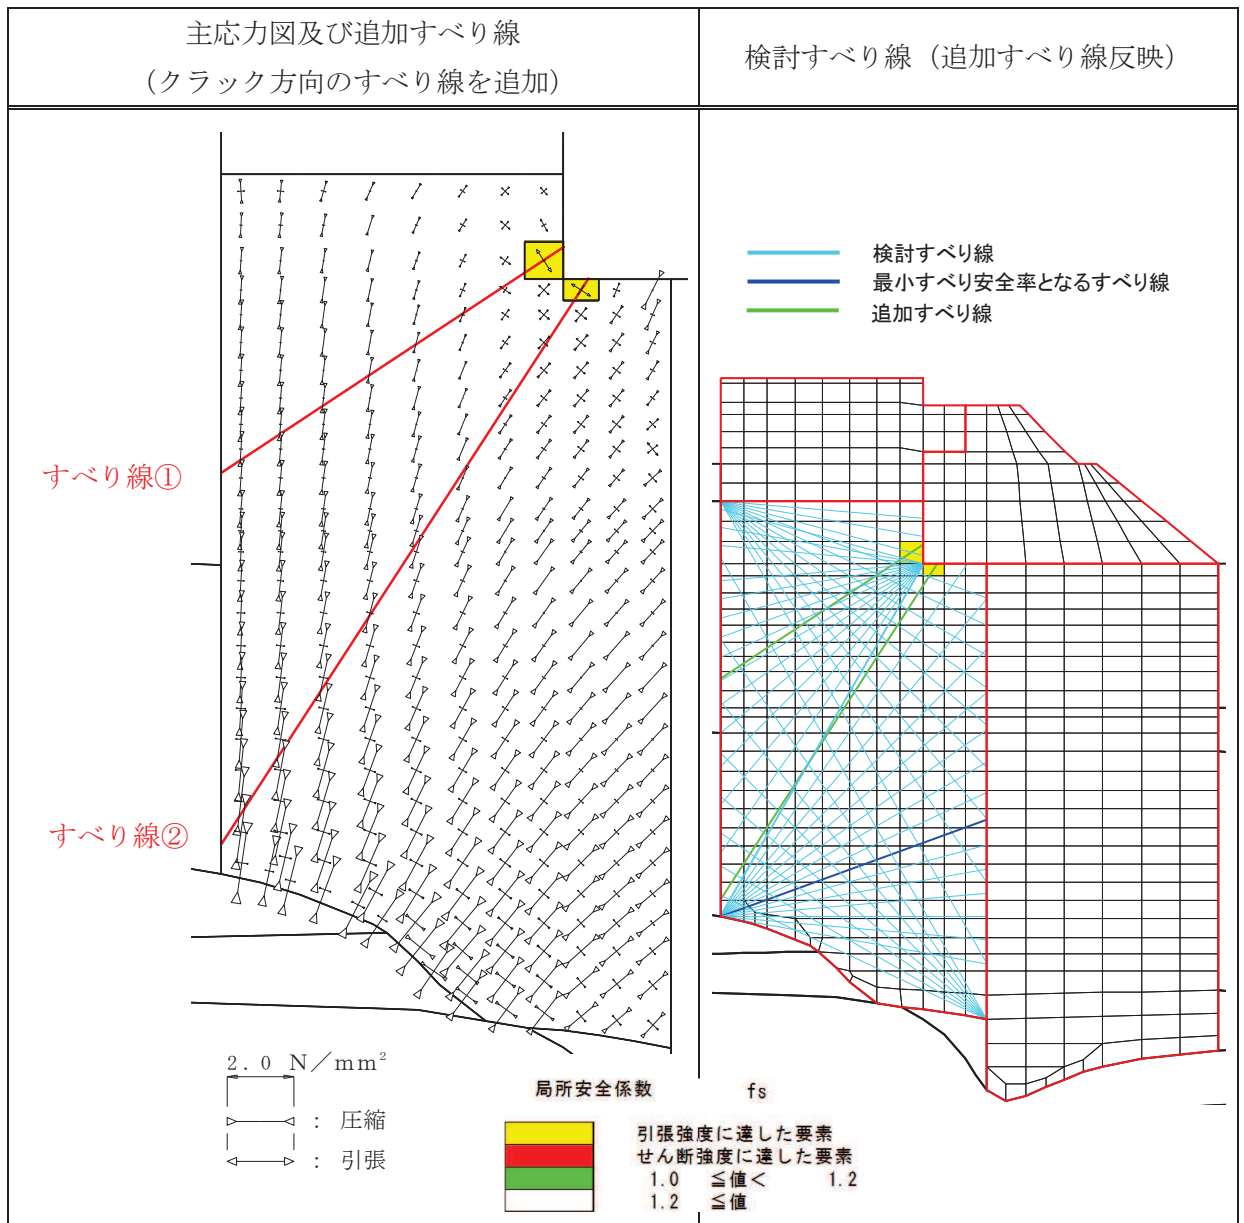 主応力図及び追加すべり線
（クラック方向のすべり線を追加）
検討すべり線（追加すべり線反映）
検討すべり線
最小すべり安全率となるすべり線
追加すべり線
すべり線①
すべり線②
2.0 N／mm²
： 圧縮
： 引張
局所安全係数 fs
引張強度に達した要素
せん断強度に達した要素
1.0 ≦値＜ 1.2
1.2 ≦値